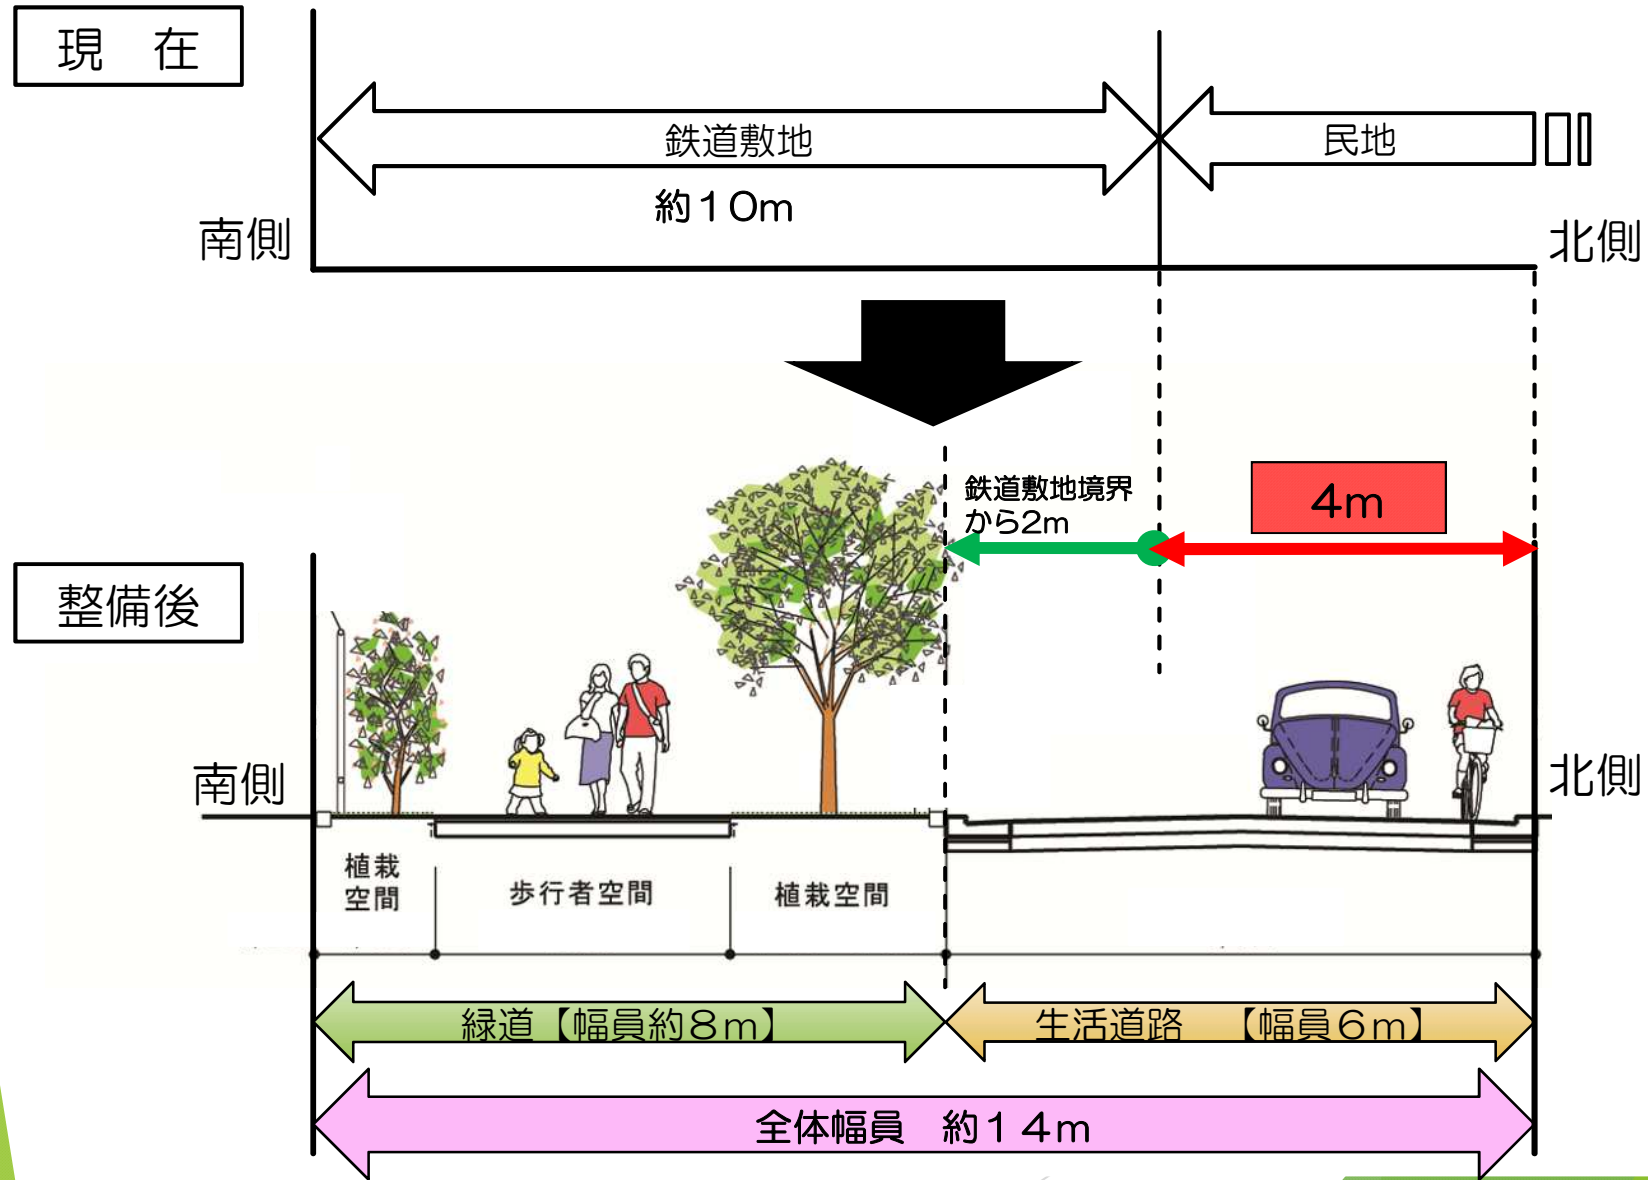 現　在
鉄道敷地
民地
約１０ｍ
南側
北側
鉄道敷地境界
から2m
4m
整備後
南側
北側
植栽
空間
歩行者空間
植栽空間
緑道【幅員約８ｍ】
生活道路　【幅員６ｍ】
全体幅員　約１４ｍ